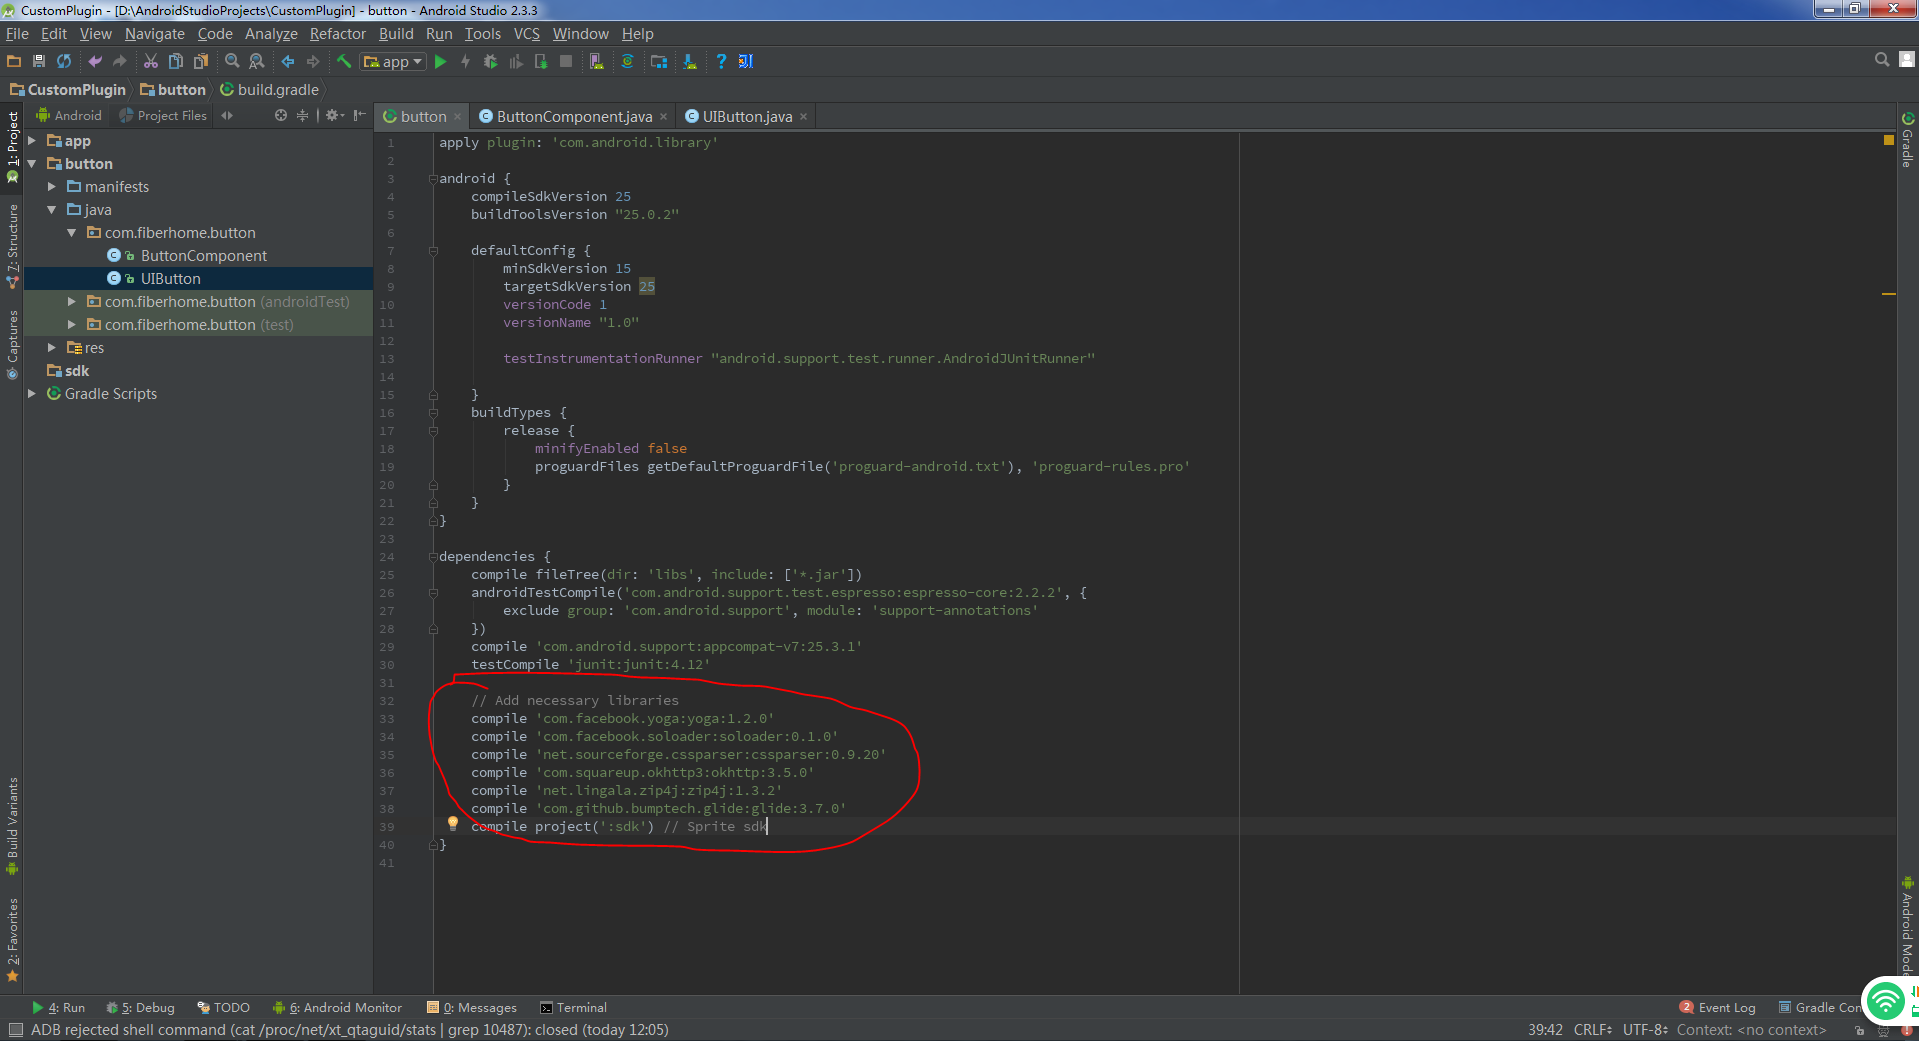 CustomPlugin - [D:\AndroidStudioProjects\CustomPlugin] - button - Android Studio 2.3.3
File Edit View Navigate Code Analyze Refactor Build Run Tools VCS Window Help
app
CustomPlugin button build.gradle
Android Project Files
button ButtonComponent.java UIButton.java
1: Project
7: Structure
Captures
Build Variants
2: Favorites
app
button
manifests
java
com.fiberhome.button
ButtonComponent
UIButton
com.fiberhome.button (androidTest)
com.fiberhome.button (test)
res
sdk
Gradle Scripts
1 apply plugin: 'com.android.library'
2
3 android {
4 compileSdkVersion 25
5 buildToolsVersion "25.0.2"
6
7 defaultConfig {
8 minSdkVersion 15
9 targetSdkVersion 25
10 versionCode 1
11 versionName "1.0"
12
13 testInstrumentationRunner "android.support.test.runner.AndroidJUnitRunner"
14
15 }
16 buildTypes {
17 release {
18 minifyEnabled false
19 proguardFiles getDefaultProguardFile('proguard-android.txt'), 'proguard-rules.pro'
20 }
21 }
22 }
23
24 dependencies {
25 compile fileTree(dir: 'libs', include: ['*.jar'])
26 androidTestCompile('com.android.support.test.espresso:espresso-core:2.2.2', {
27 exclude group: 'com.android.support', module: 'support-annotations'
28 })
29 compile 'com.android.support:appcompat-v7:25.3.1'
30 testCompile 'junit:junit:4.12'
31
32 // Add necessary libraries
33 compile 'com.facebook.yoga:yoga:1.2.0'
34 compile 'com.facebook.soloader:soloader:0.1.0'
35 compile 'net.sourceforge.cssparser:cssparser:0.9.20'
36 compile 'com.squareup.okhttp3:okhttp:3.5.0'
37 compile 'net.lingala.zip4j:zip4j:1.3.2'
38 compile 'com.github.bumptech.glide:glide:3.7.0'
39 compile project(':sdk') // Sprite sdk
40 }
41
Gradle
Android Mode
4: Run 5: Debug TODO 6: Android Monitor 0: Messages Terminal 2 Event Log Gradle Con
ADB rejected shell command (cat /proc/net/xt_qtaguid/stats | grep 10487): closed (today 12:05) 39:42 CRLF UTF-8 Context: <no context>